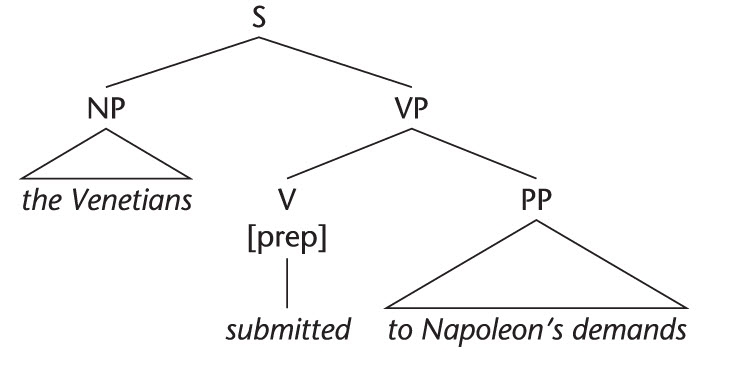 S
NP VP
the Venetians V PP
[prep]
submitted to Napoleon's demands